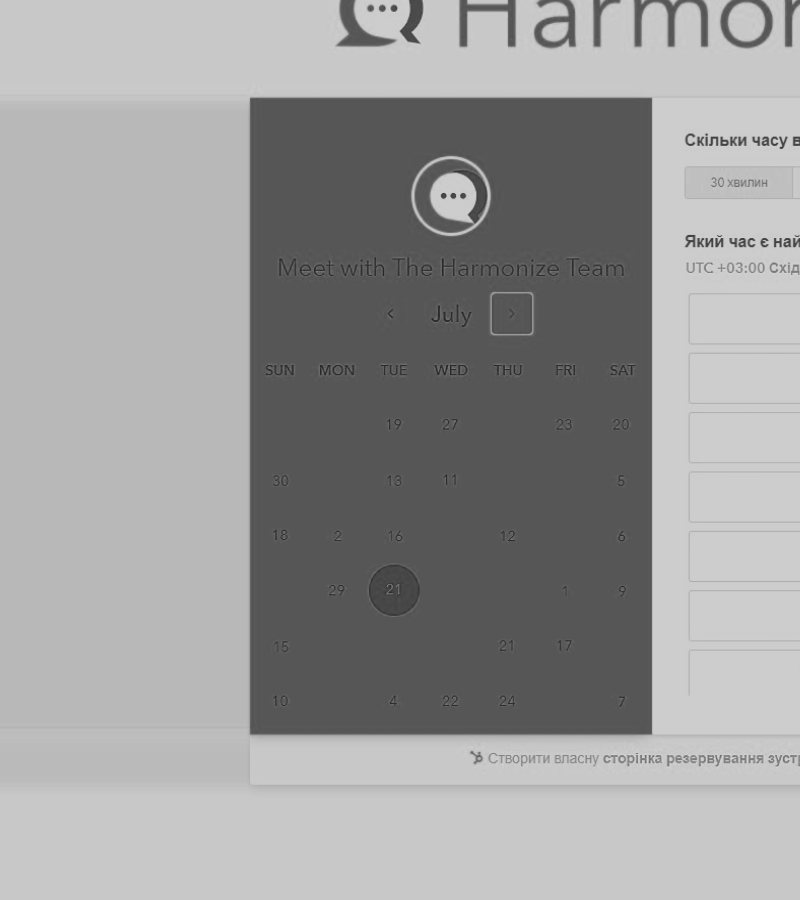 Harmon
Meet with The Harmonize Team
July
SUN MON TUE WED THU FRI SAT
19 27 23 20
30 13 11 5
18 2 16 12 6
29 21 1 9
15 21 17
10 4 22 24 7
Скільки часу в
30 хвилин
Який час є най
UTC +03:00 Схід
Створити власну сторінка резервування зуст